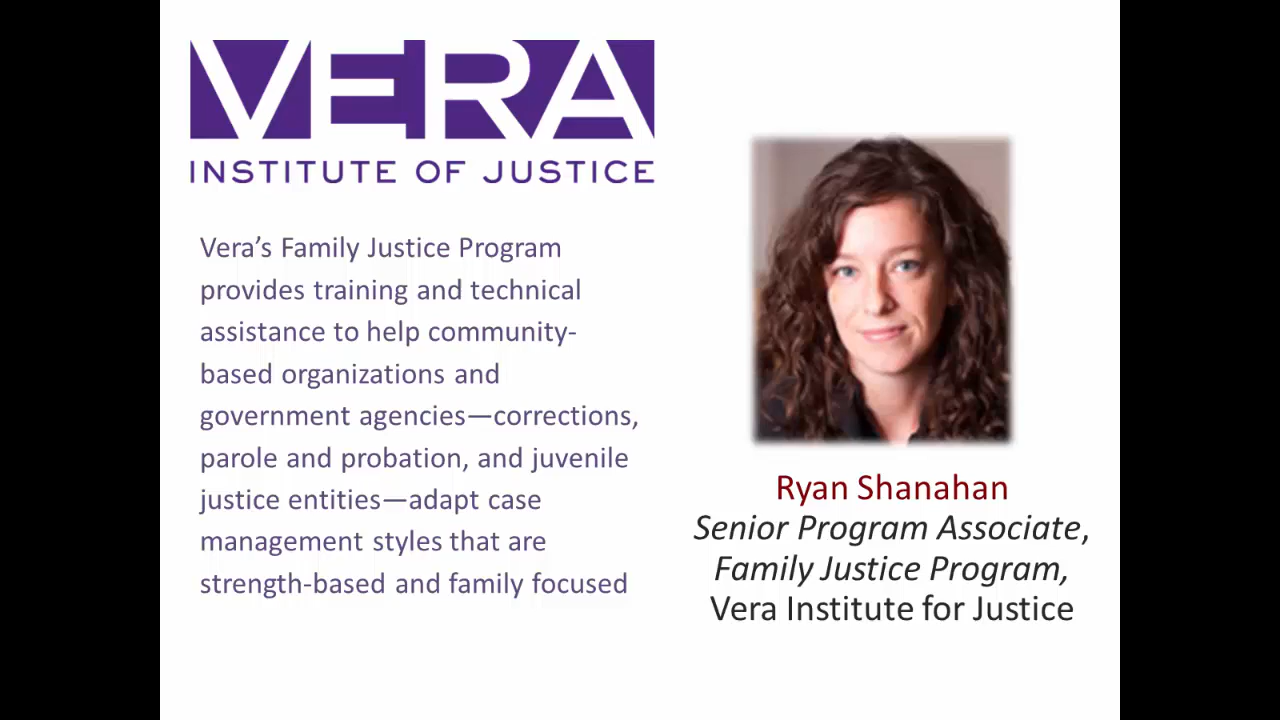 VERA
INSTITUTE OF JUSTICE
Vera’s Family Justice Program
provides training and technical
assistance to help community-
based organizations and
government agencies—corrections,
parole and probation, and juvenile
justice entities—adapt case
management styles that are
strength-based and family focused
Ryan Shanahan
Senior Program Associate,
Family Justice Program,
Vera Institute for Justice